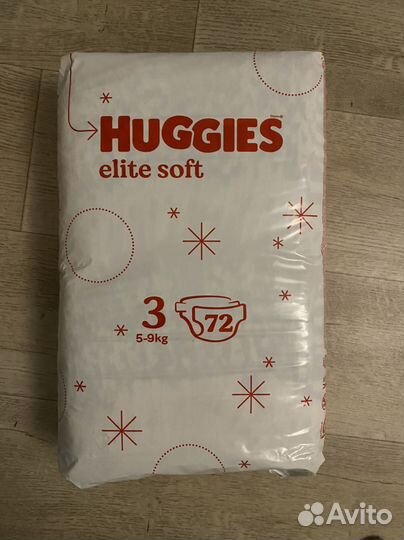 HUGGIES
elite soft
3
72
5-9kg
Avito